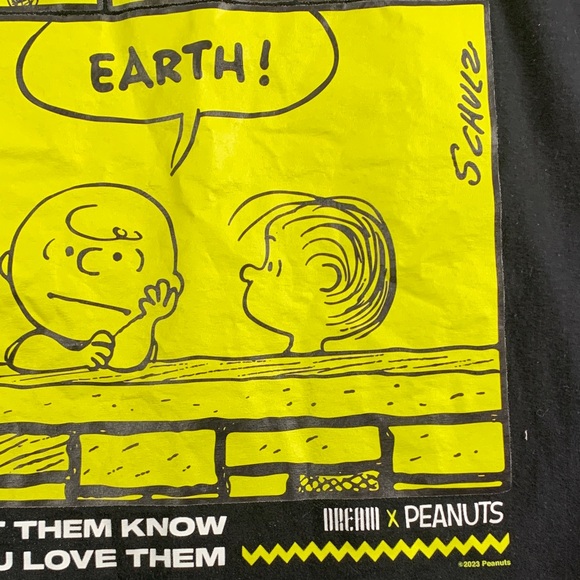 EARTH!
SCHULZ
T THEM KNOW
U LOVE THEM
DREAM X PEANUTS
©2023 Peanuts